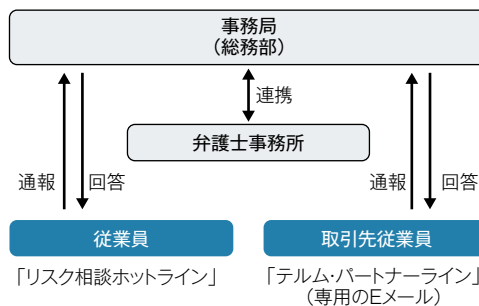 事務局
(総務部)
連携
弁護士事務所
通報
回答
通報
回答
従業員
取引先従業員
「リスク相談ホットライン」
「テルム・パートナーライン」
(専用のEメール)